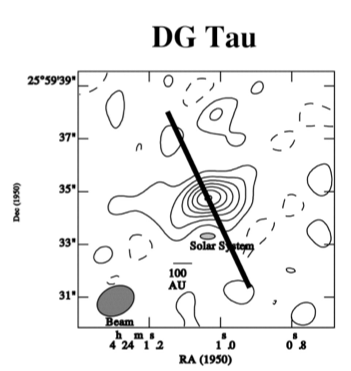 DG Tau
25°59'39"
37"
35"
33"
31"
Dec (1950)
Solar System
100
AU
Beam
h m s s s
4 24 1 .2 1 .0 0 .8
RA (1950)